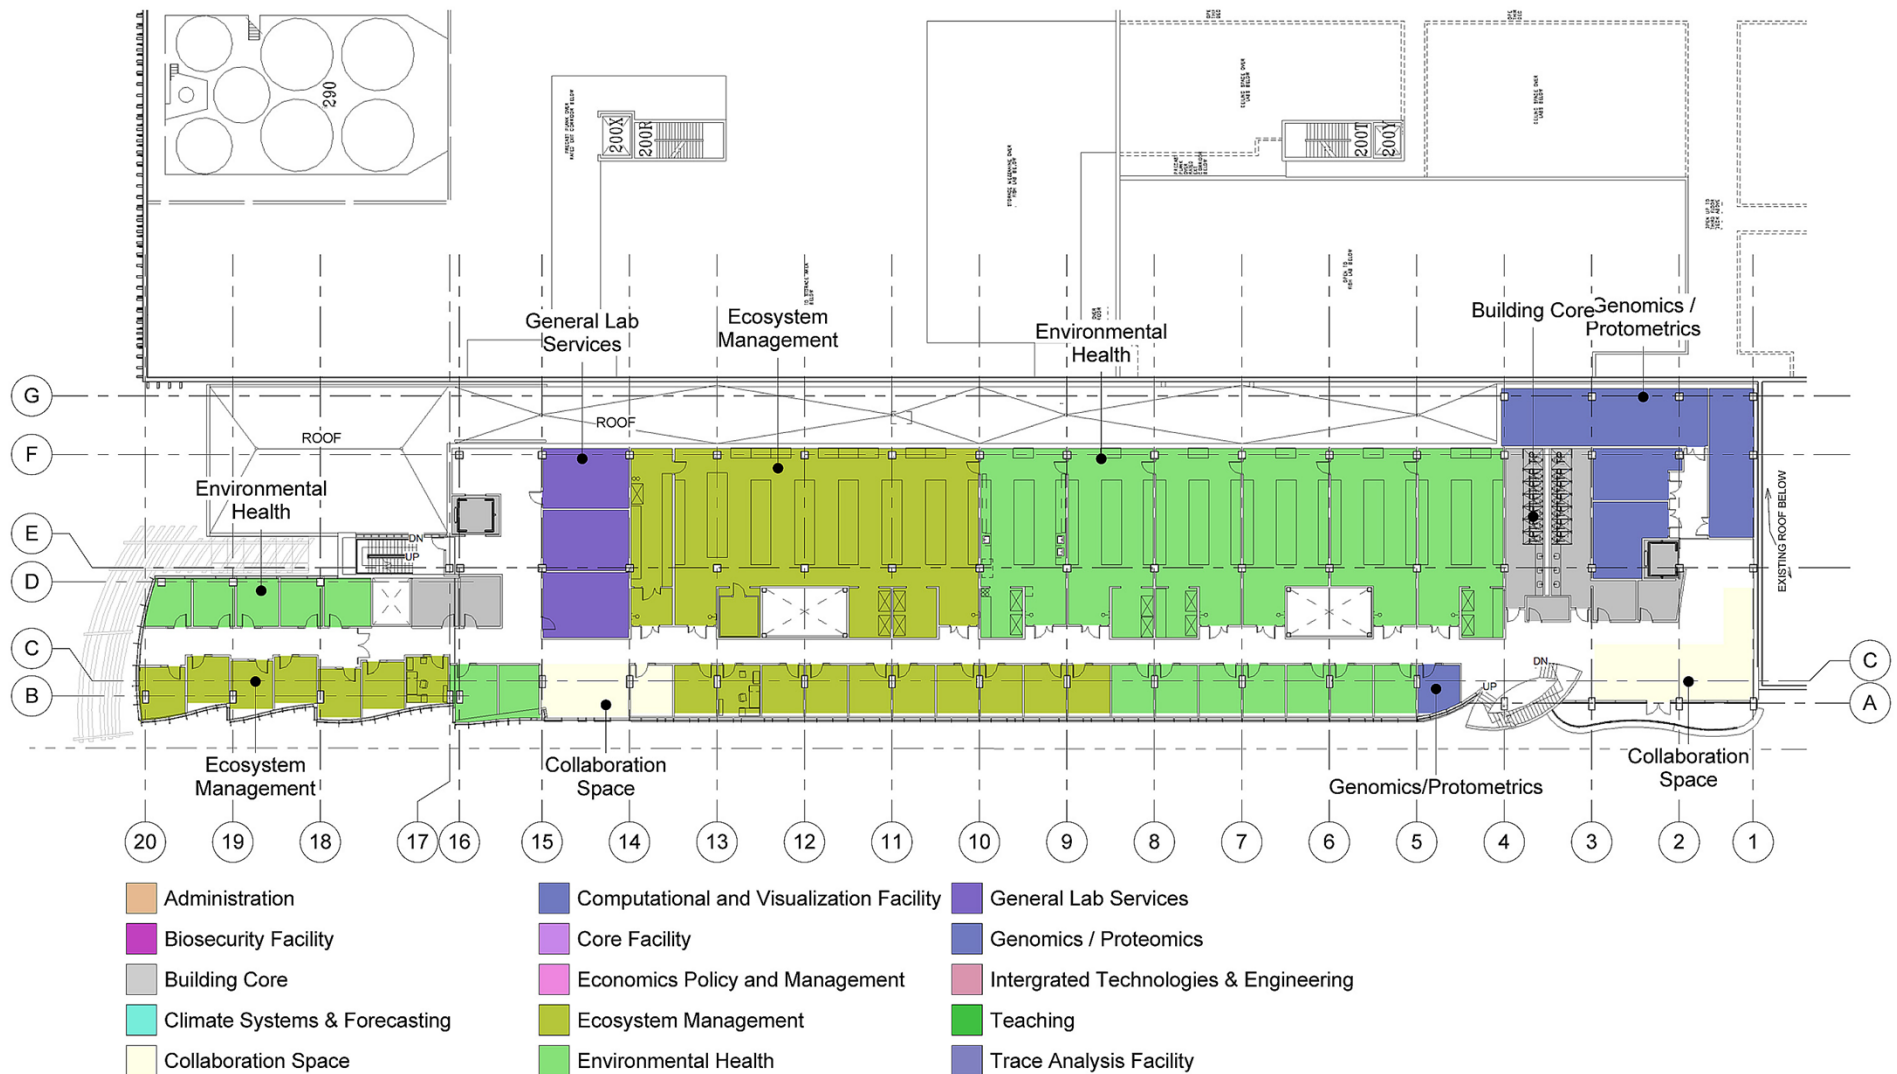 290
200X
200R
200T
200Y
General Lab
Services
Ecosystem
Management
Environmental
Health
Building Core
Genomics /
Protometrics
G
ROOF
ROOF
F
Environmental
Health
TP
TP
EXISTING ROOF BELOW
E
DN
UP
D
C
DN
C
B
UP
A
Ecosystem
Management
Collaboration
Space
Genomics/Protometrics
Collaboration
Space
20 19 18 17 16 15 14 13 12 11 10 9 8 7 6 5 4 3 2 1
Administration
Biosecurity Facility
Building Core
Climate Systems & Forecasting
Collaboration Space
Computational and Visualization Facility
Core Facility
Economics Policy and Management
Ecosystem Management
Environmental Health
General Lab Services
Genomics / Proteomics
Intergrated Technologies & Engineering
Teaching
Trace Analysis Facility